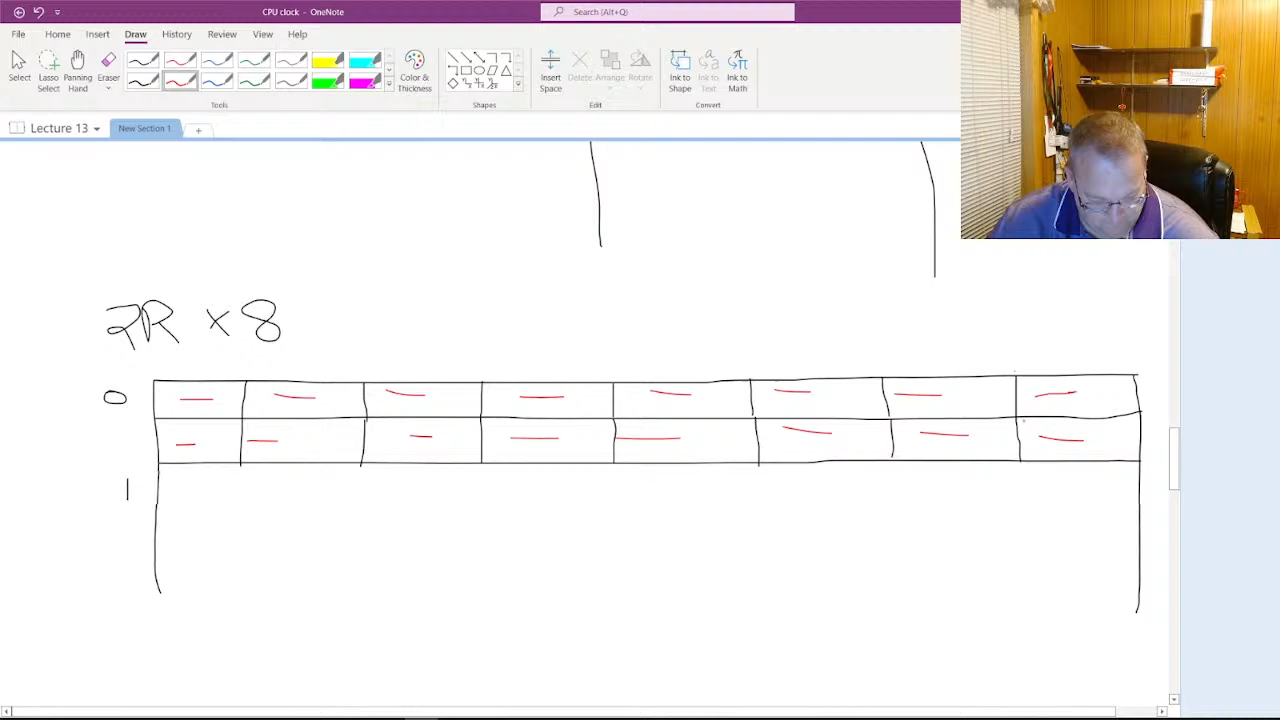 CPU clock - OneNote
Search (Alt+Q)
File Home Insert Draw History Review View Help
Select
Lasso Select
Panning Hand
Eraser
Color & Thickness
Insert Space
Delete
Arrange
Rotate
Ink to Shape
Ink to Text
Ink to Math
Tools
Shapes
Edit
Convert
Lecture 13
New Section 1
+
2R x 8
0
1